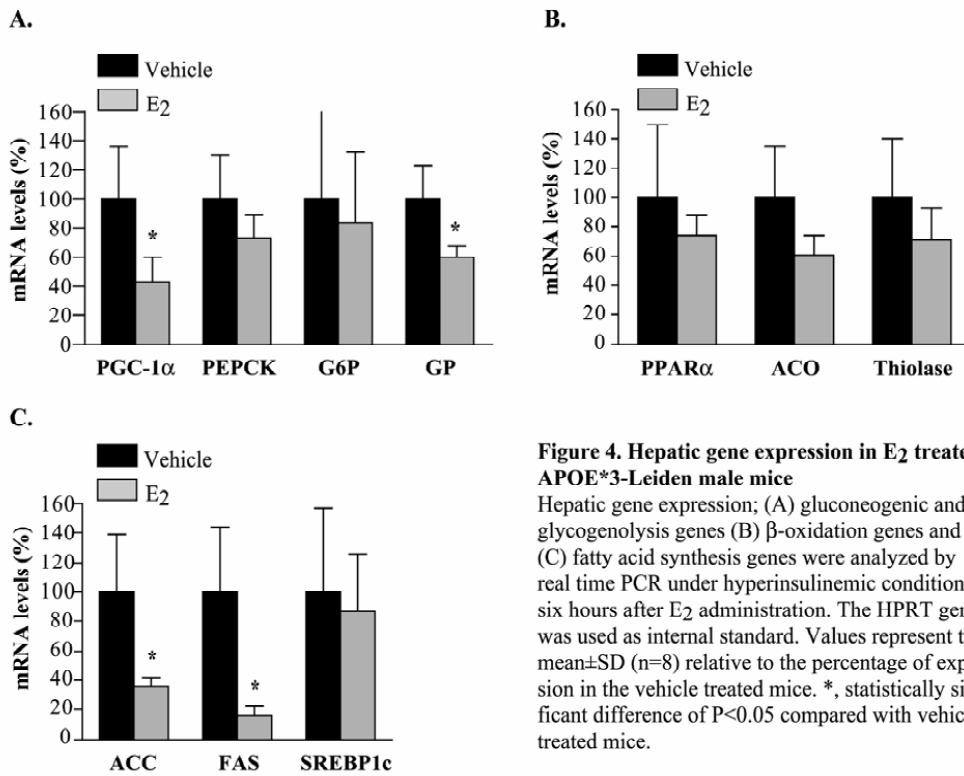 A.
Vehicle
E2
mRNA levels (%)
160
140
120
100
80
60
40
20
0
*
*
PGC-1α PEPCK G6P GP
B.
Vehicle
E2
mRNA levels (%)
160
140
120
100
80
60
40
20
0
PPARα ACO Thiolase
C.
Vehicle
E2
mRNA levels (%)
160
140
120
100
80
60
40
20
0
*
*
ACC FAS SREBP1c
Figure 4. Hepatic gene expression in E2 treate
APOE*3-Leiden male mice
Hepatic gene expression; (A) gluconeogenic and
glycogenolysis genes (B) β-oxidation genes and
(C) fatty acid synthesis genes were analyzed by
real time PCR under hyperinsulinemic condition
six hours after E2 administration. The HPRT gen
was used as internal standard. Values represent t
mean±SD (n=8) relative to the percentage of exp
sion in the vehicle treated mice. *, statistically si
ficant difference of P<0.05 compared with vehic
treated mice.